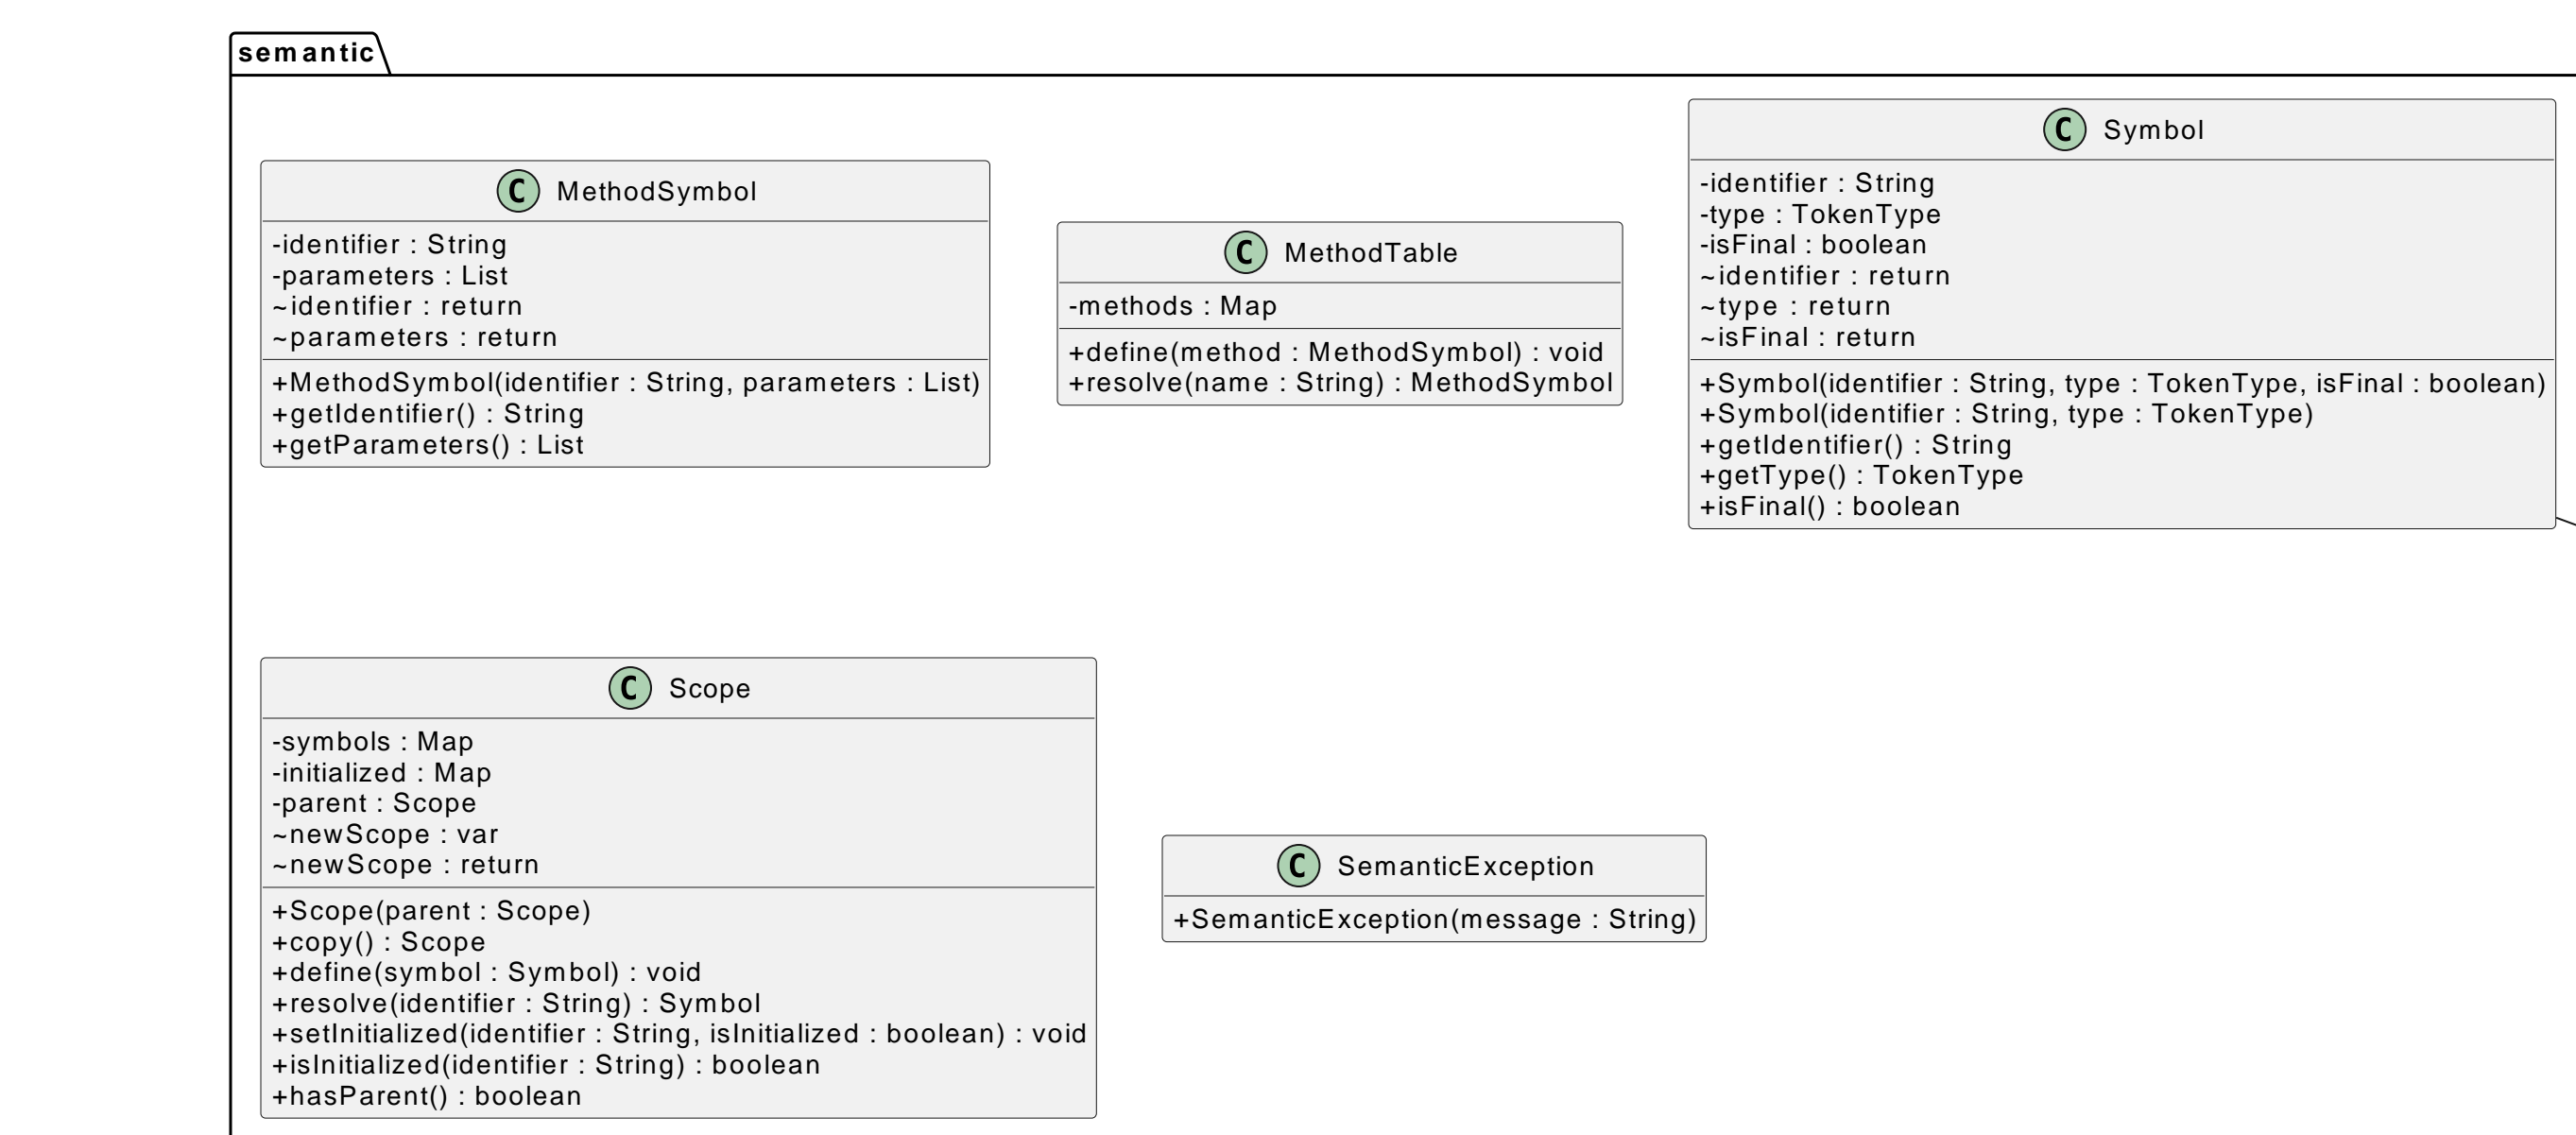 semantic
C MethodSymbol
-identifier : String
-parameters : List
~identifier : return
~parameters : return
+MethodSymbol(identifier : String, parameters : List)
+getIdentifier() : String
+getParameters() : List
C MethodTable
-methods : Map
+define(method : MethodSymbol) : void
+resolve(name : String) : MethodSymbol
C Symbol
-identifier : String
-type : TokenType
-isFinal : boolean
~identifier : return
~type : return
~isFinal : return
+Symbol(identifier : String, type : TokenType, isFinal : boolean)
+Symbol(identifier : String, type : TokenType)
+getIdentifier() : String
+getType() : TokenType
+isFinal() : boolean
C Scope
-symbols : Map
-initialized : Map
-parent : Scope
~newScope : var
~newScope : return
+Scope(parent : Scope)
+copy() : Scope
+define(symbol : Symbol) : void
+resolve(identifier : String) : Symbol
+setInitialized(identifier : String, isInitialized : boolean) : void
+isInitialized(identifier : String) : boolean
+hasParent() : boolean
C SemanticException
+SemanticException(message : String)